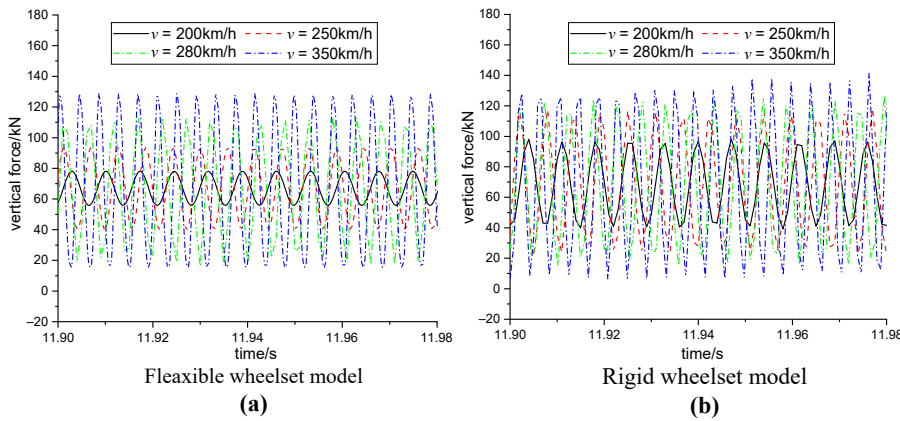 180
160
140
120
100
80
60
40
20
0
−20
vertical force/kN
v = 200km/h v = 250km/h
v = 280km/h v = 350km/h
11.90 11.92 11.94 11.96 11.98
time/s
Fleaxible wheelset model
(a)
180
160
140
120
100
80
60
40
20
0
−20
vertical force/kN
v = 200km/h v = 250km/h
v = 280km/h v = 350km/h
11.90 11.92 11.94 11.96 11.98
time/s
Rigid wheelset model
(b)